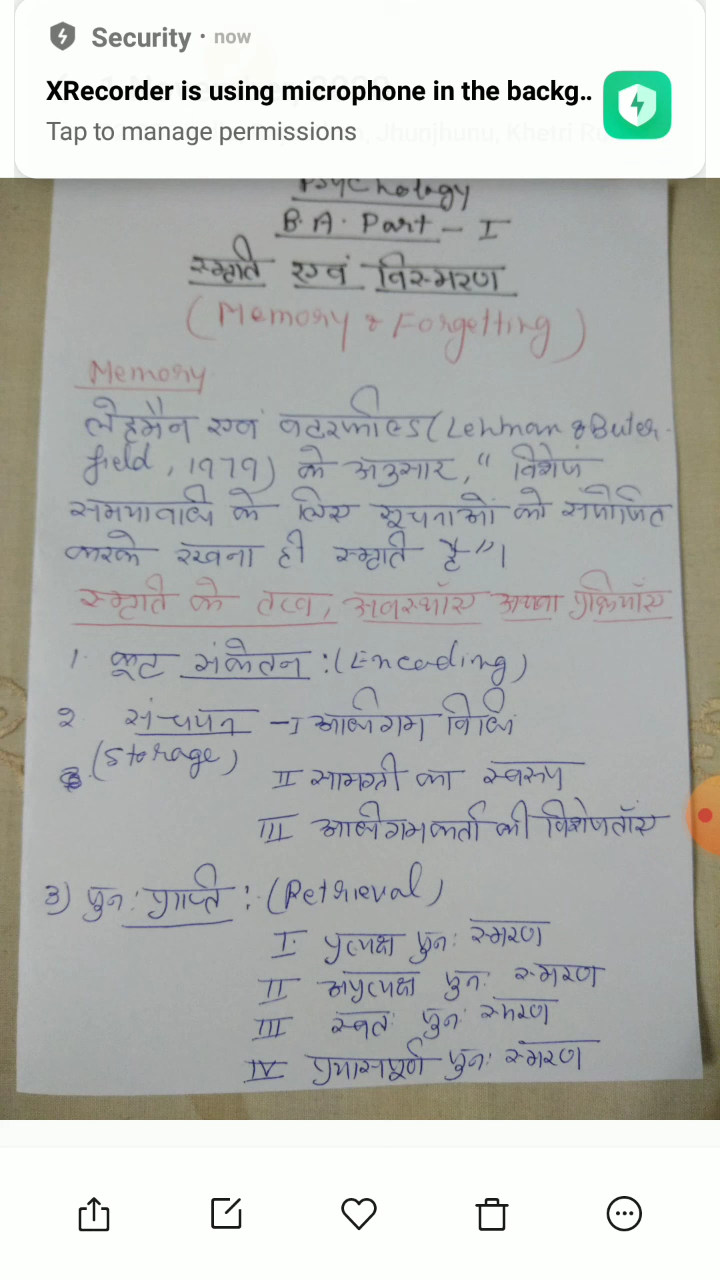 Security · now
XRecorder is using microphone in the backg..
Tap to manage permissions
Jhunjhunu, Khetri
Psychology
B.A. Part - I
स्मृति एवं विस्मरण
(Memory & Forgetting)
Memory
लेहमैन एवं बटरफील्ड (Lehman & Buter-
field, 1979) के अनुसार, " विशेष
समयावधि के लिए सूचनाओं को संयोजित
करके रखना ही स्मृति है"।
स्मृति के तत्व, अवस्थाँए अथवा प्रक्रियाँए
1. कूट संकेतन :(Encoding)
2 संचयन - I अधिगम विधि
(Storage)
II सामग्री का स्वरूप
III अधिगमकर्ता की विशेषताँए
3) पुनः प्राप्ति : (Retrieval)
I. प्रत्यक्ष पुनः स्मरण
II अप्रत्यक्ष पुनः स्मरण
III स्वतः पुनः स्मरण
IV प्रयासपूर्ण पुनः स्मरण